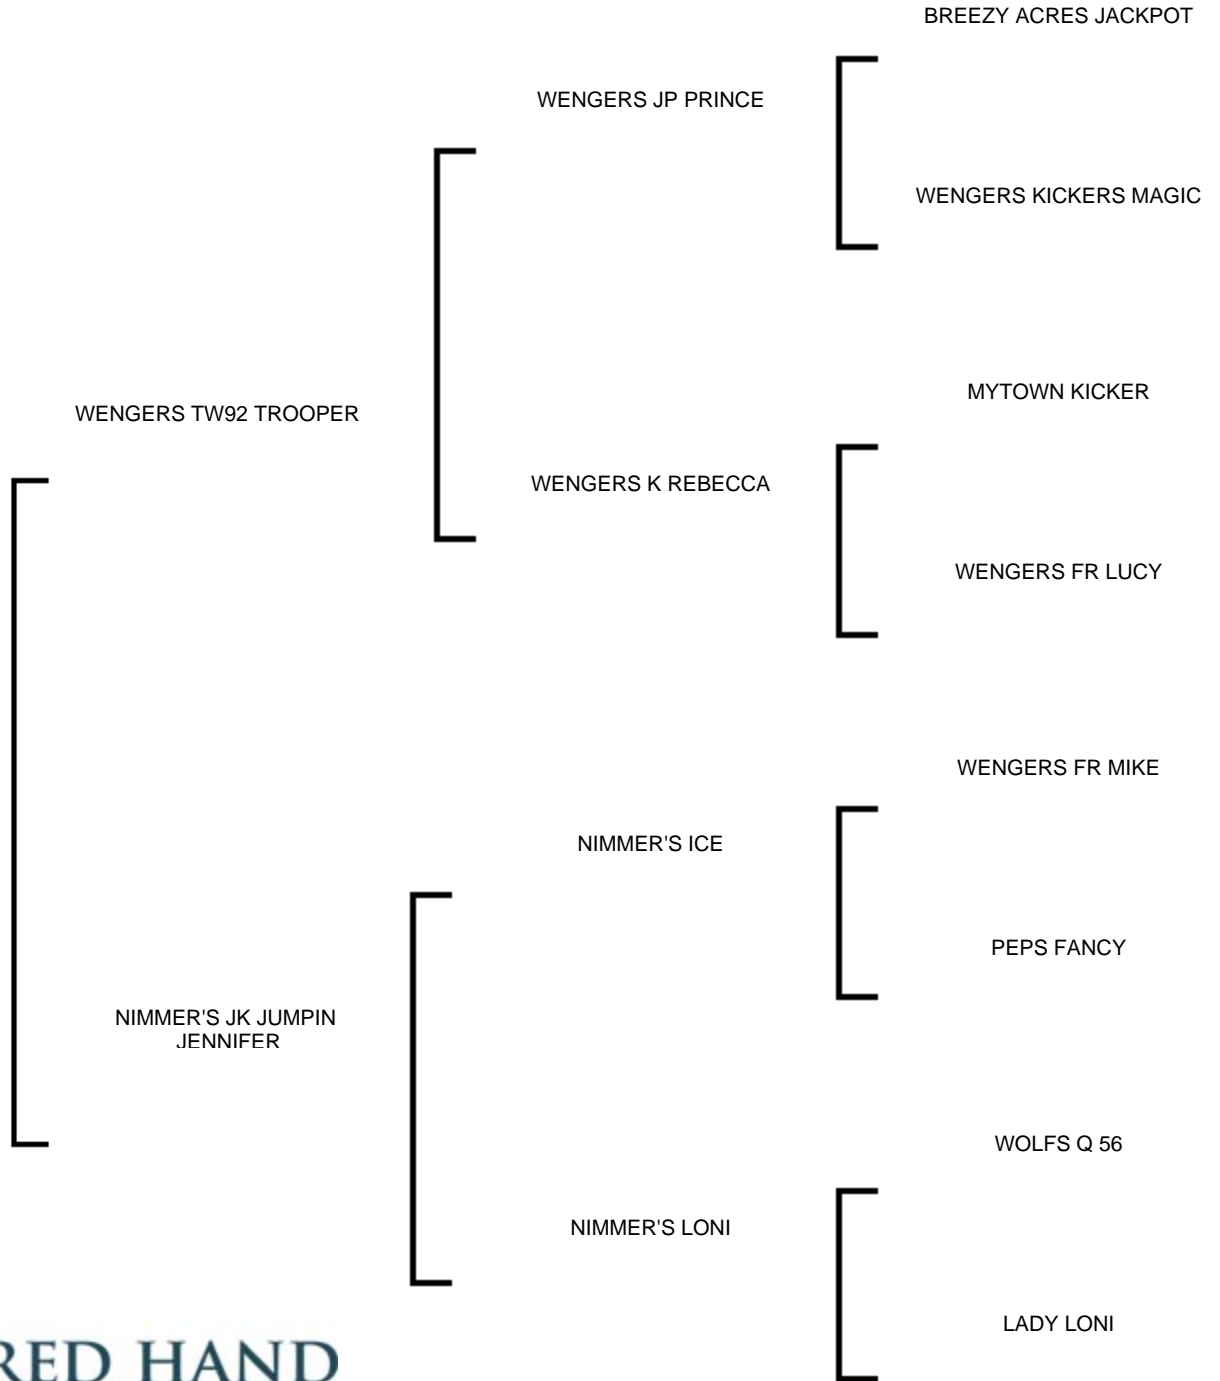 BREEZY ACRES JACKPOT
WENGERS JP PRINCE
WENGERS KICKERS MAGIC
MYTOWN KICKER
WENGERS TW92 TROOPER
WENGERS K REBECCA
WENGERS FR LUCY
WENGERS FR MIKE
NIMMER'S ICE
PEPS FANCY
NIMMER'S JK JUMPIN
JENNIFER
WOLFS Q 56
NIMMER'S LONI
LADY LONI
RED HAND